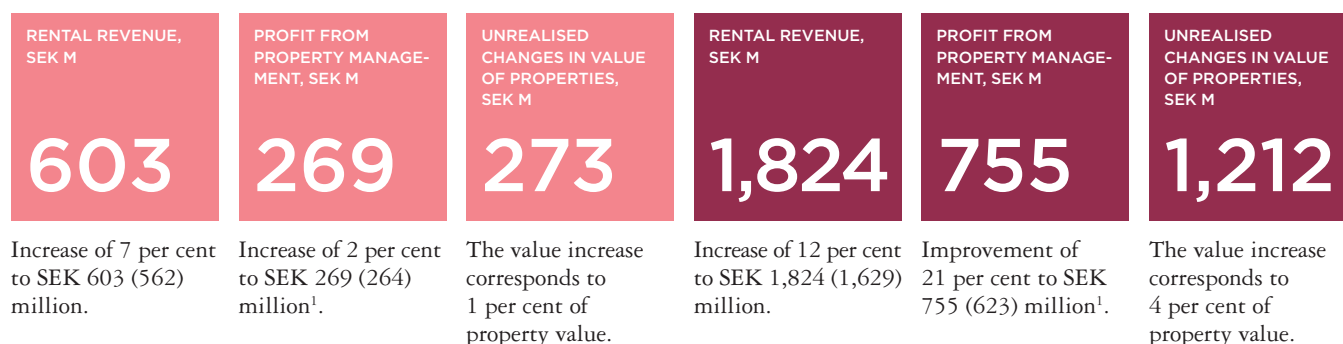 RENTAL REVENUE,
SEK M
603
Increase of 7 per cent
to SEK 603 (562)
million.
PROFIT FROM
PROPERTY MANAGE-
MENT, SEK M
269
Increase of 2 per cent
to SEK 269 (264)
million¹.
UNREALISED
CHANGES IN VALUE
OF PROPERTIES,
SEK M
273
The value increase
corresponds to
1 per cent of
property value.
RENTAL REVENUE,
SEK M
1,824
Increase of 12 per cent
to SEK 1,824 (1,629)
million.
PROFIT FROM
PROPERTY MANAGE-
MENT, SEK M
755
Improvement of
21 per cent to SEK
755 (623) million¹.
UNREALISED
CHANGES IN VALUE
OF PROPERTIES,
SEK M
1,212
The value increase
corresponds to
4 per cent of
property value.